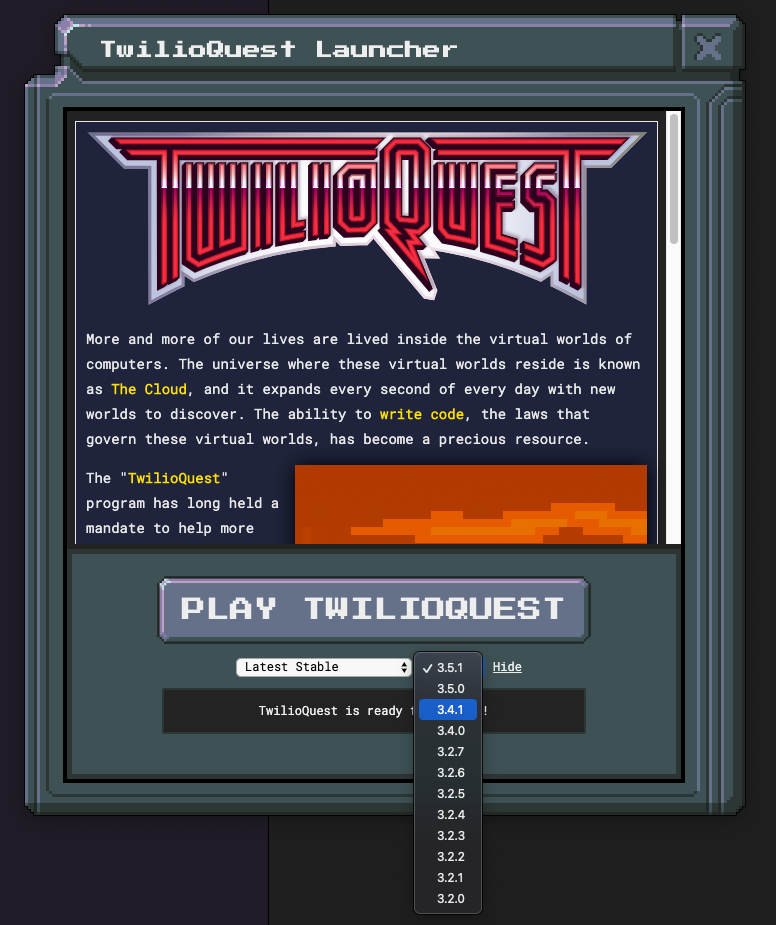 TwilioQuest Launcher
TWILIOQUEST
More and more of our lives are lived inside the virtual worlds of
computers. The universe where these virtual worlds reside is known
as The Cloud, and it expands every second of every day with new
worlds to discover. The ability to write code, the laws that
govern these virtual worlds, has become a precious resource.
The "TwilioQuest"
program has long held a
mandate to help more
PLAY TWILIOQUEST
Latest Stable
✓ 3.5.1
Hide
3.5.0
3.4.1
TwilioQuest is ready !
3.4.0
3.2.7
3.2.6
3.2.5
3.2.4
3.2.3
3.2.2
3.2.1
3.2.0